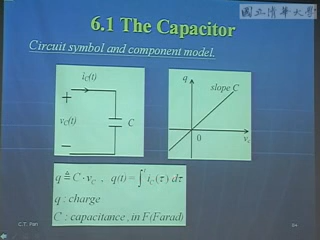 國立清華大學
6.1 The Capacitor
Circuit symbol and component model.
i_C(t)
+
v_C(t)
C
−
q
slope C
0
v_c
q ≜ C · v_C , q(t) = ∫^t i_C(τ) dτ
q : charge
C : capacitance , in F(Farad)
C.T. Pan